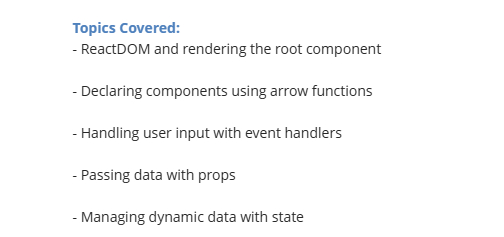 Topics Covered:
- ReactDOM and rendering the root component
- Declaring components using arrow functions
- Handling user input with event handlers
- Passing data with props
- Managing dynamic data with state